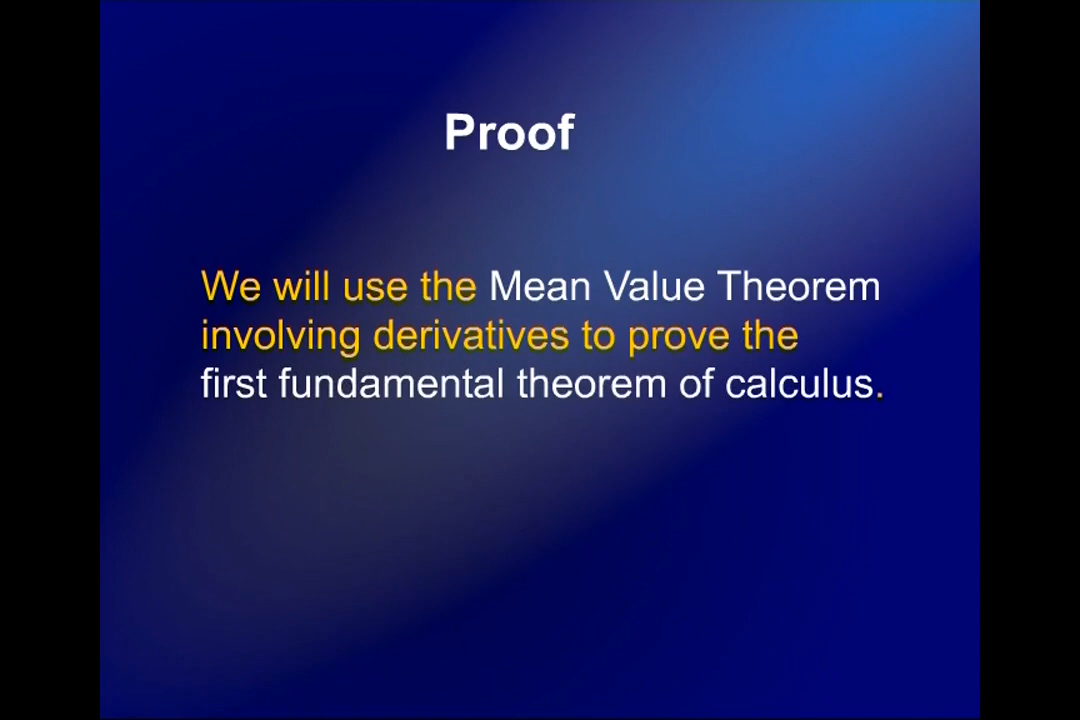 Proof
We will use the Mean Value Theorem
involving derivatives to prove the
first fundamental theorem of calculus.